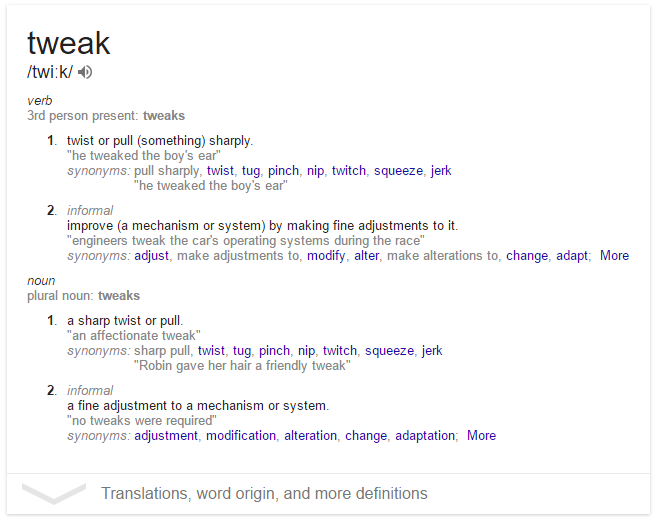 tweak
/twiːk/
verb
3rd person present: tweaks
1. twist or pull (something) sharply.
"he tweaked the boy's ear"
synonyms: pull sharply, twist, tug, pinch, nip, twitch, squeeze, jerk
"he tweaked the boy's ear"
2. informal
improve (a mechanism or system) by making fine adjustments to it.
"engineers tweak the car's operating systems during the race"
synonyms: adjust, make adjustments to, modify, alter, make alterations to, change, adapt; More
noun
plural noun: tweaks
1. a sharp twist or pull.
"an affectionate tweak"
synonyms: sharp pull, twist, tug, pinch, nip, twitch, squeeze, jerk
"Robin gave her hair a friendly tweak"
2. informal
a fine adjustment to a mechanism or system.
"no tweaks were required"
synonyms: adjustment, modification, alteration, change, adaptation; More
Translations, word origin, and more definitions